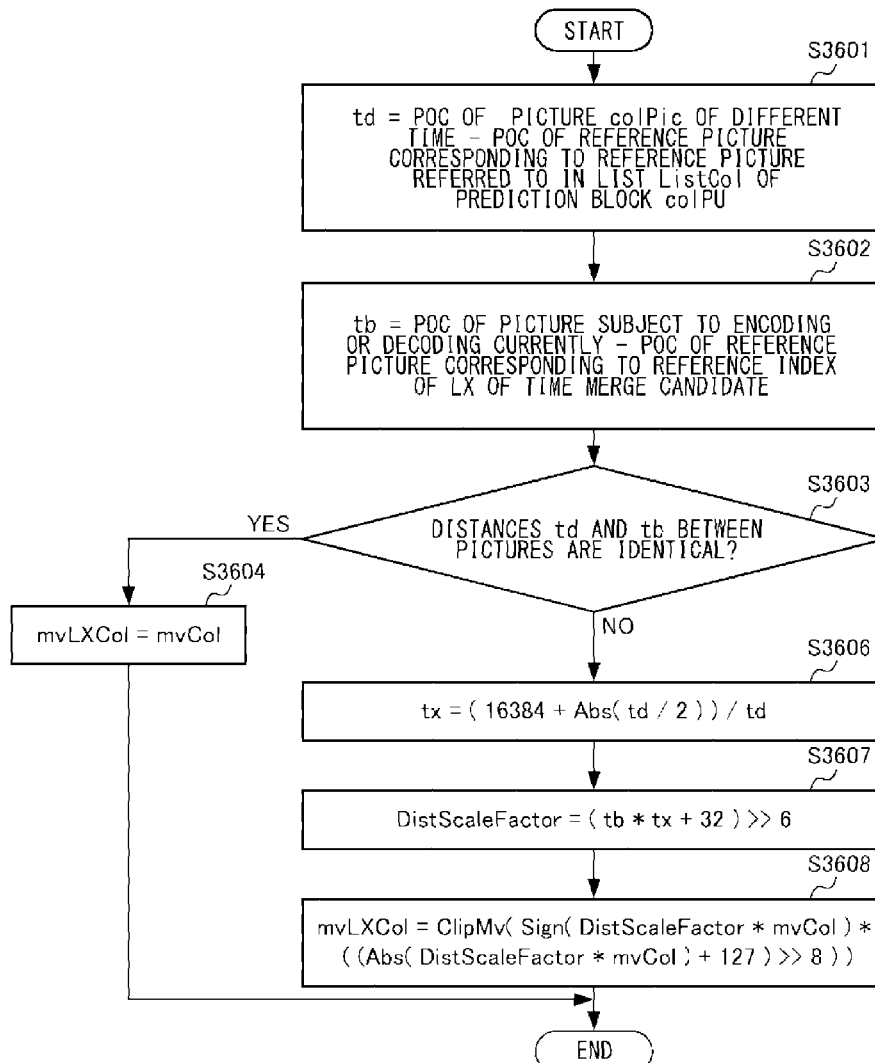 START
S3601
td = POC OF PICTURE colPic OF DIFFERENT
TIME - POC OF REFERENCE PICTURE
CORRESPONDING TO REFERENCE PICTURE
REFERRED TO IN LIST ListCol OF
PREDICTION BLOCK colPU
S3602
tb = POC OF PICTURE SUBJECT TO ENCODING
OR DECODING CURRENTLY - POC OF REFERENCE
PICTURE CORRESPONDING TO REFERENCE INDEX
OF LX OF TIME MERGE CANDIDATE
S3603
DISTANCES td AND tb BETWEEN
PICTURES ARE IDENTICAL?
YES
S3604
mvLXCol = mvCol
NO
S3606
tx = ( 16384 + Abs( td / 2 ) ) / td
S3607
DistScaleFactor = ( tb * tx + 32 ) >> 6
S3608
mvLXCol = ClipMv( Sign( DistScaleFactor * mvCol ) *
( (Abs( DistScaleFactor * mvCol ) + 127 ) >> 8 ) )
END